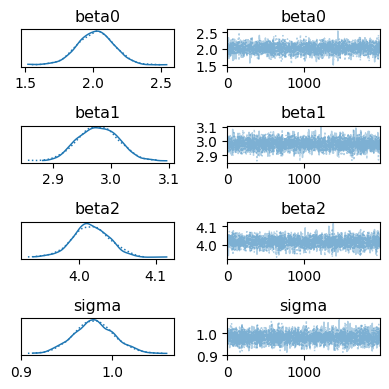 beta0 beta0
2.5
2.0
1.5
1.5 2.0 2.5 0 1000
beta1 beta1
3.1
3.0
2.9
2.9 3.0 3.1 0 1000
beta2 beta2
4.1
4.0
4.0 4.1 0 1000
sigma sigma
1.0
0.9
0.9 1.0 0 1000